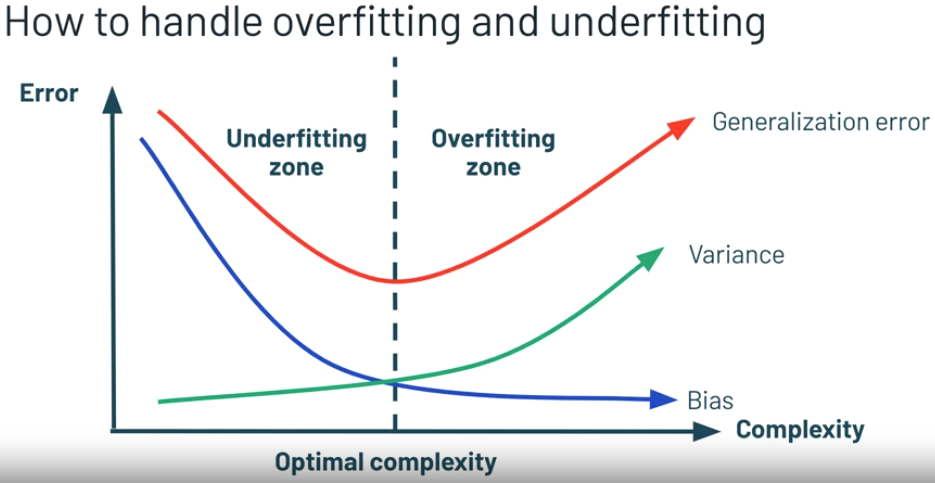 How to handle overfitting and underfitting
Error
Underfitting
zone
Overfitting
zone
Generalization error
Variance
Bias
Complexity
Optimal complexity